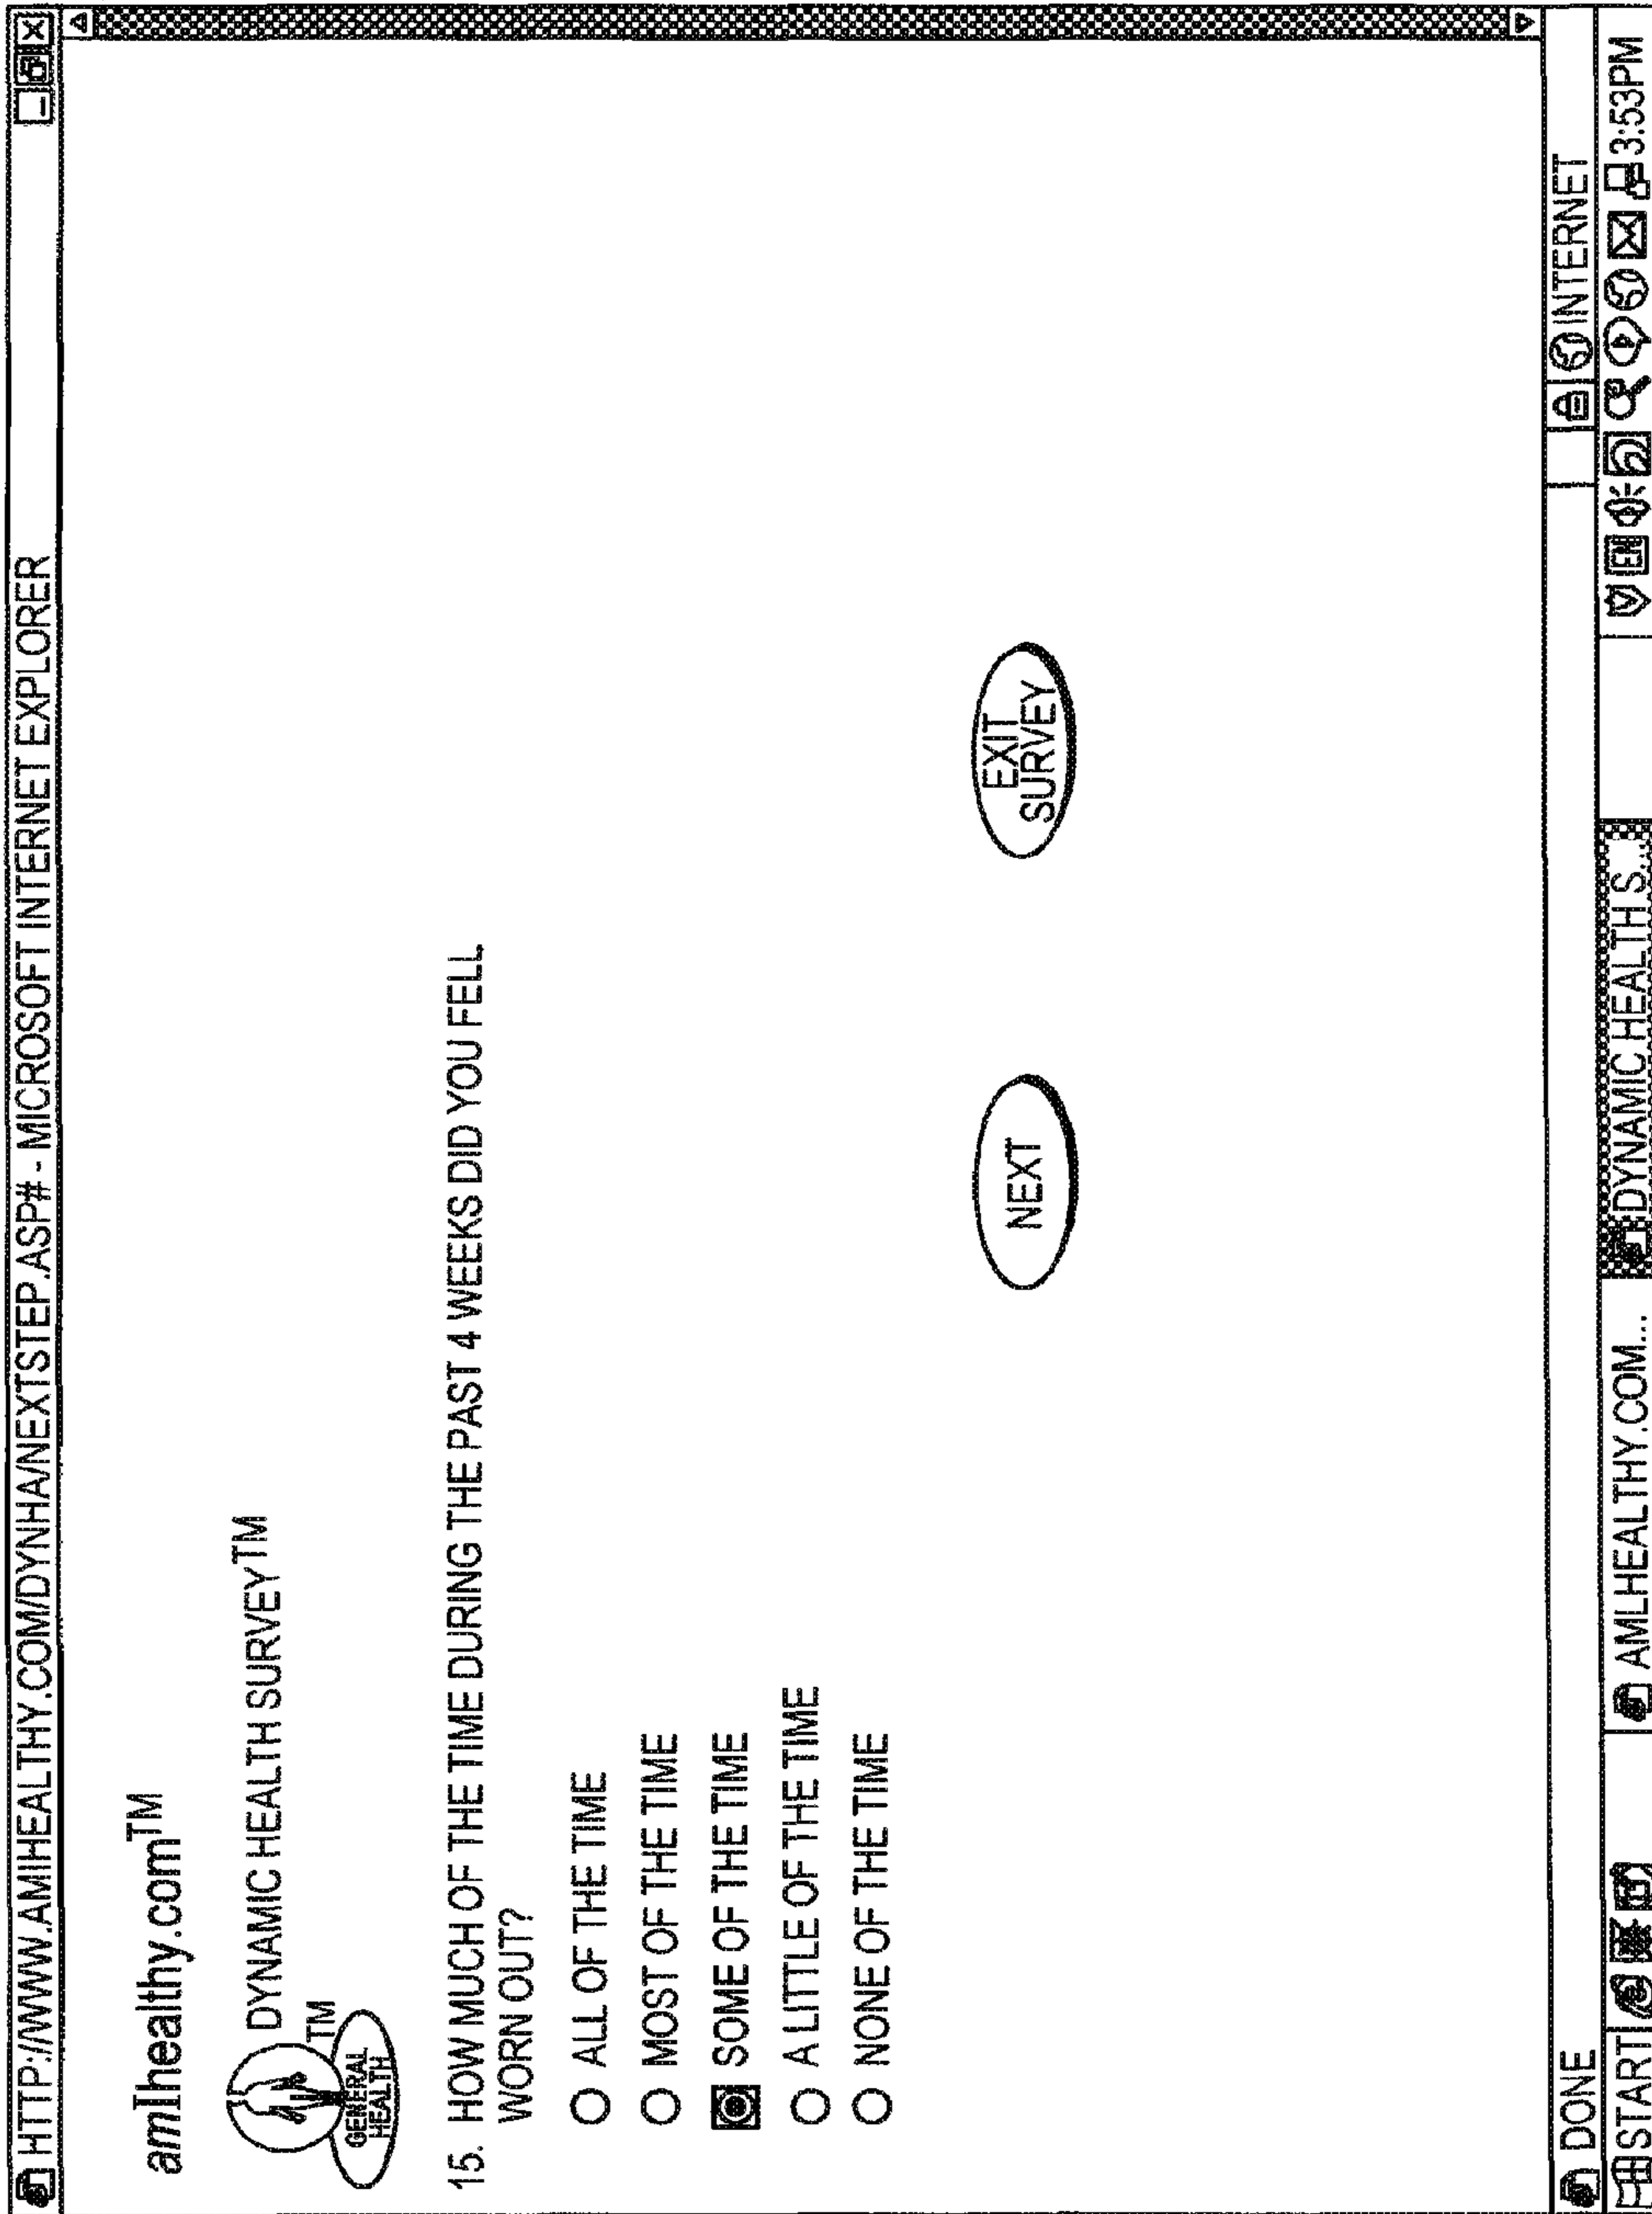 HTTP://WWW.AMIHEALTHY.COM/DYNHA/NEXTSTEP.ASP# - MICROSOFT INTERNET EXPLORER
amIhealthy.com™
DYNAMIC HEALTH SURVEY™
TM
GENERAL
HEALTH
15. HOW MUCH OF THE TIME DURING THE PAST 4 WEEKS DID YOU FELL
WORN OUT?
ALL OF THE TIME
MOST OF THE TIME
SOME OF THE TIME
A LITTLE OF THE TIME
NONE OF THE TIME
NEXT
EXIT
SURVEY
DONE
INTERNET
START
AMLHEALTHY.COM...
DYNAMIC HEALTH S...
EN
3:53PM